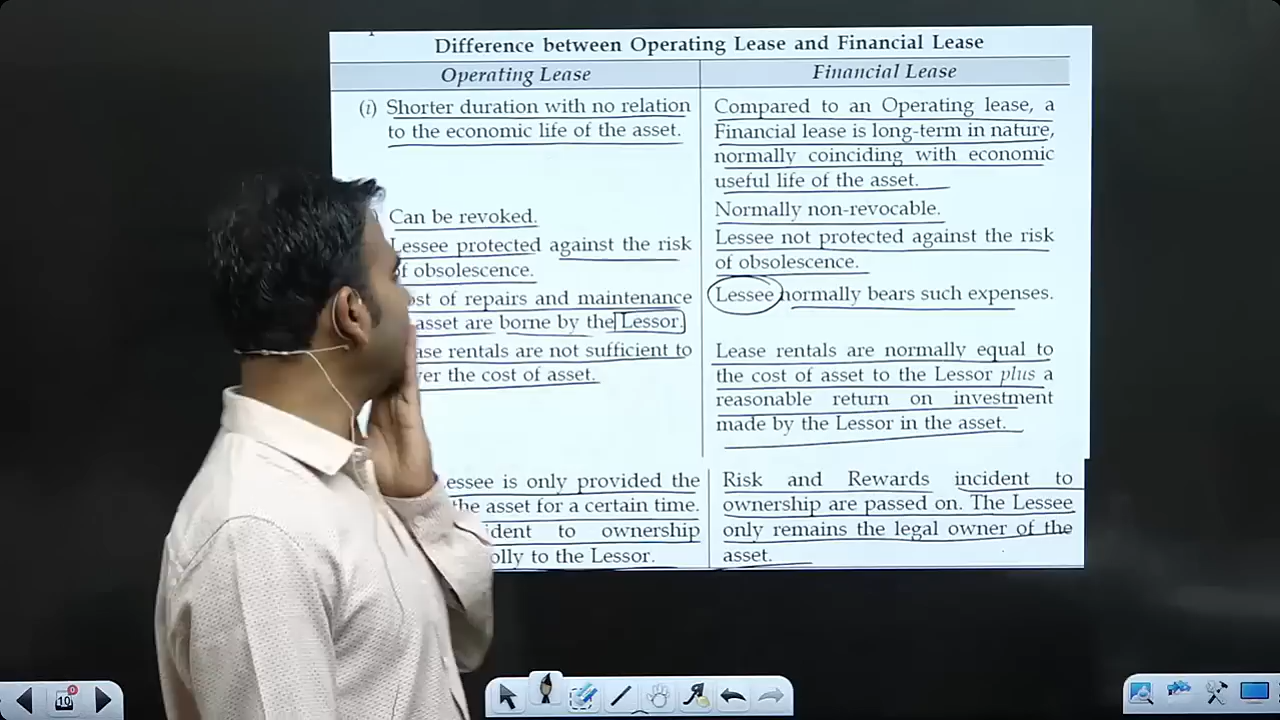 Difference between Operating Lease and Financial Lease
Operating Lease
Financial Lease
(i) Shorter duration with no relation
to the economic life of the asset.
Compared to an Operating lease, a
Financial lease is long-term in nature,
normally coinciding with economic
useful life of the asset.
Can be revoked.
Normally non-revocable.
Lessee protected against the risk
of obsolescence.
Lessee not protected against the risk
of obsolescence.
of repairs and maintenance
asset are borne by the Lessor.
Lessee normally bears such expenses.
rentals are not sufficient to
the cost of asset.
Lease rentals are normally equal to
the cost of asset to the Lessor plus a
reasonable return on investment
made by the Lessor in the asset.
is only provided the
the asset for a certain time.
to ownership
to the Lessor.
Risk and Rewards incident to
ownership are passed on. The Lessee
only remains the legal owner of the
asset.
10
0